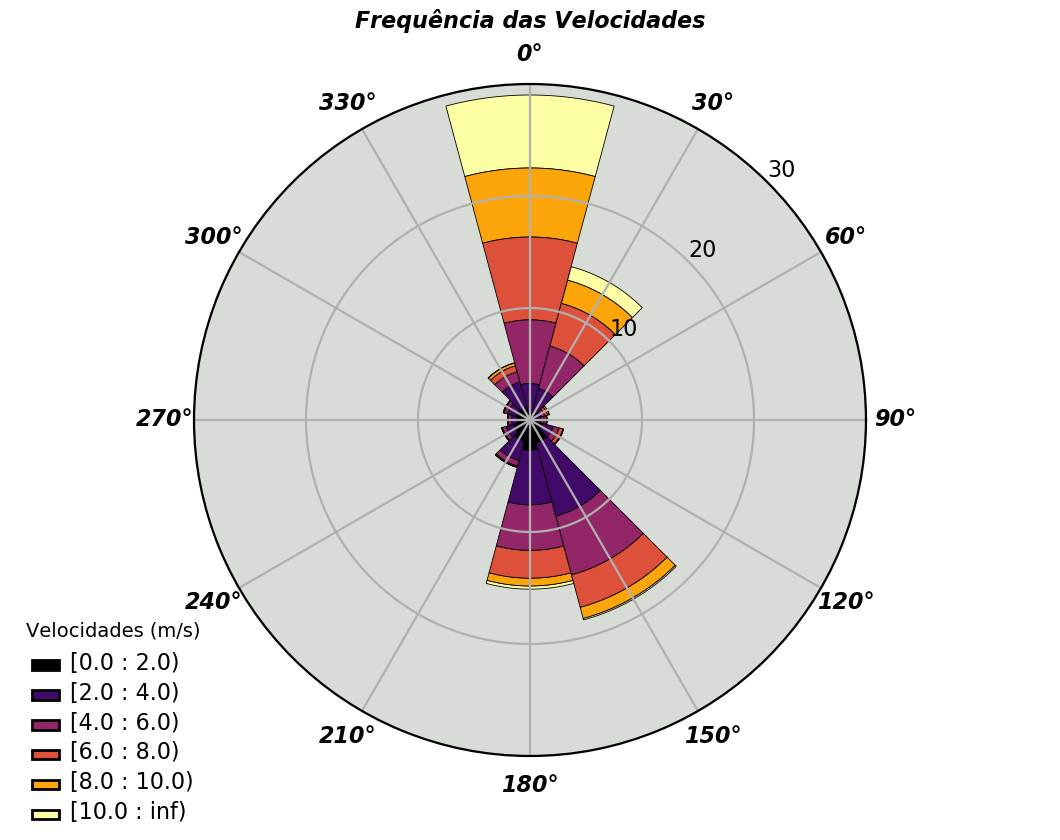 Frequência das Velocidades
0°
330°
30°
30
300°
60°
20
10
270°
90°
240°
120°
210°
150°
180°
Velocidades (m/s)
[0.0 : 2.0)
[2.0 : 4.0)
[4.0 : 6.0)
[6.0 : 8.0)
[8.0 : 10.0)
[10.0 : inf)